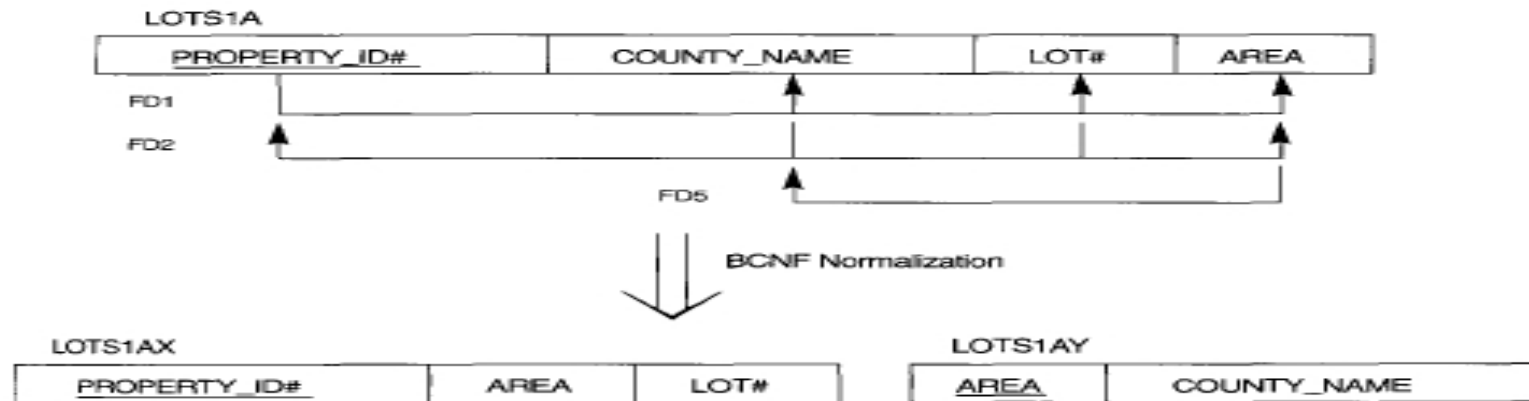 LOTS1A
PROPERTY_ID# COUNTY_NAME LOT# AREA
FD1
FD2
FD5
BCNF Normalization
LOTS1AX LOTS1AY
PROPERTY_ID# AREA LOT# AREA COUNTY_NAME